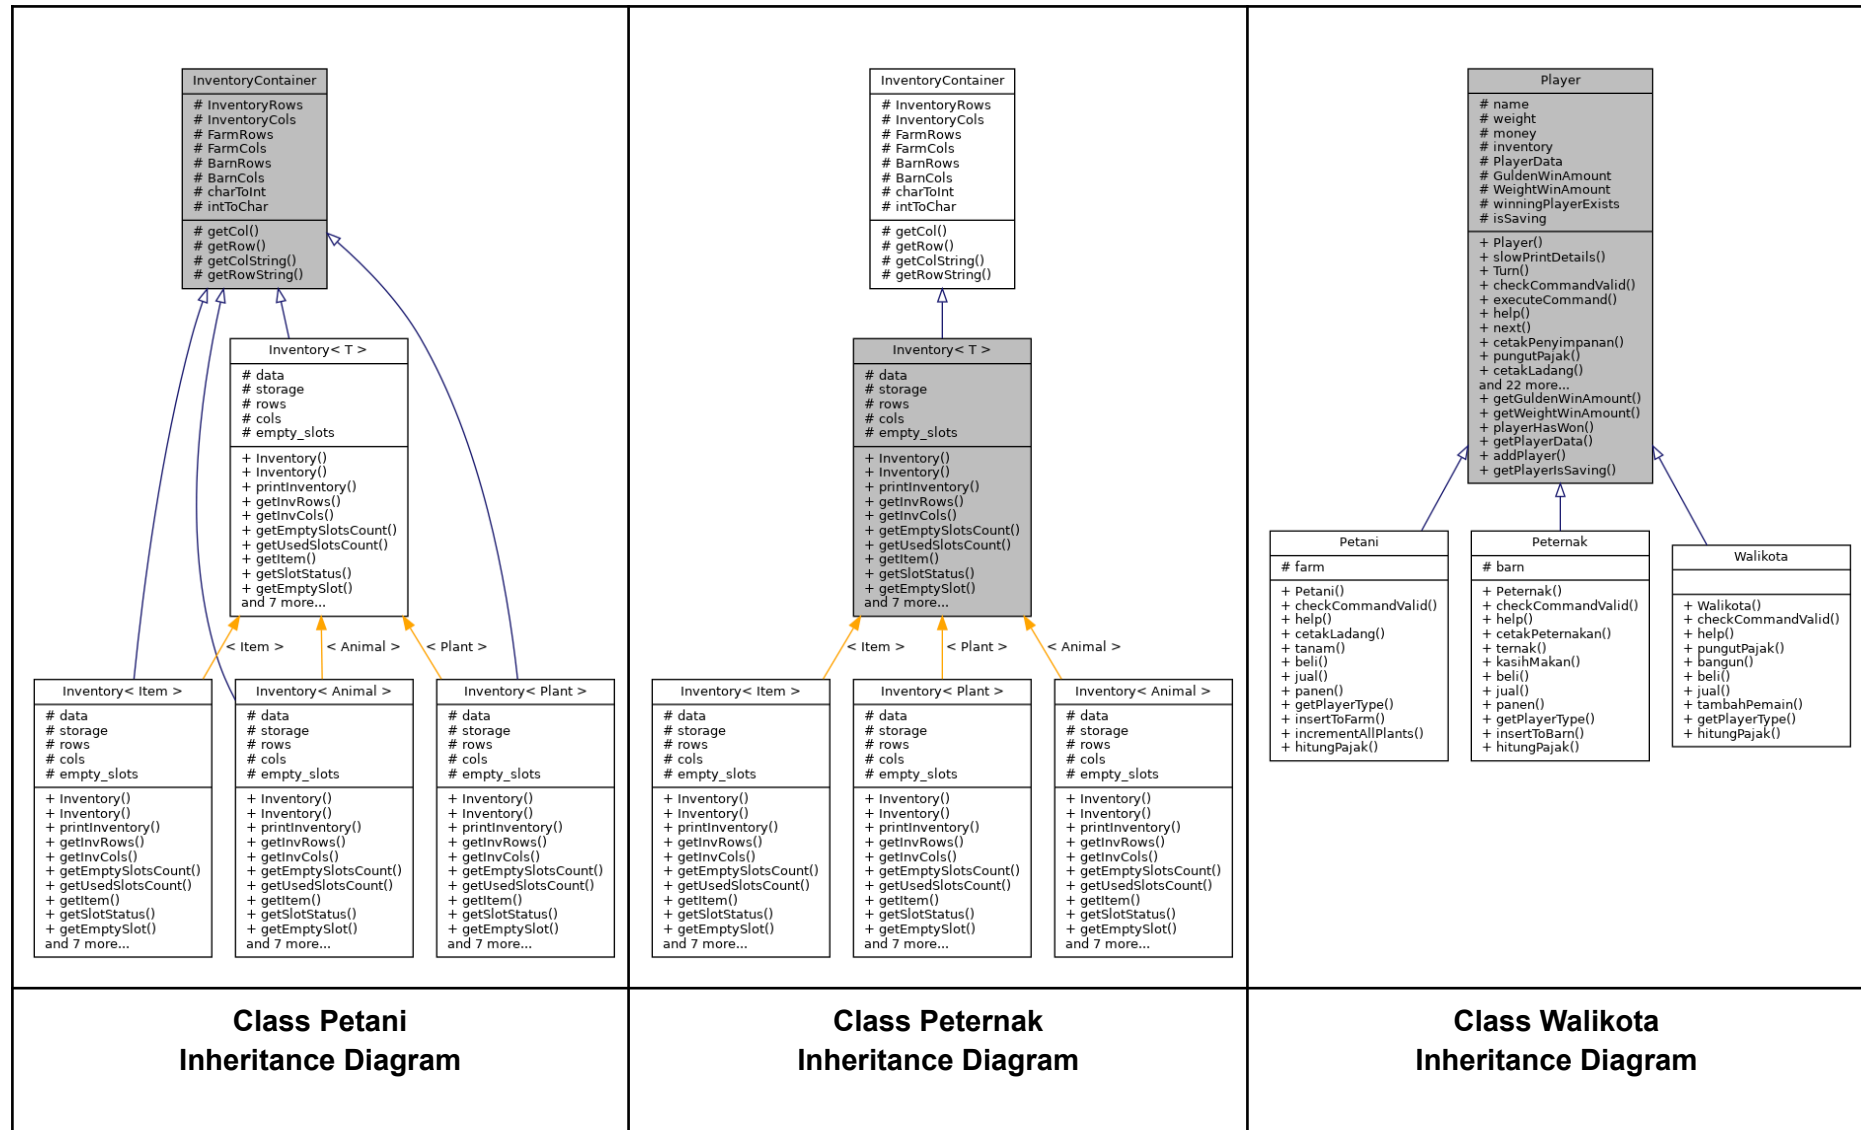 InventoryContainer
# InventoryRows
# InventoryCols
# FarmRows
# FarmCols
# BarnRows
# BarnCols
# charToInt
# intToChar
# getCol()
# getRow()
# getColString()
# getRowString()
Inventory< T >
# data
# storage
# rows
# cols
# empty_slots
+ Inventory()
+ Inventory()
+ printInventory()
+ getInvRows()
+ getInvCols()
+ getEmptySlotsCount()
+ getUsedSlotsCount()
+ getItem()
+ getSlotStatus()
+ getEmptySlot()
and 7 more...
< Item >
< Animal >
< Plant >
Inventory< Item >
# data
# storage
# rows
# cols
# empty_slots
+ Inventory()
+ Inventory()
+ printInventory()
+ getInvRows()
+ getInvCols()
+ getEmptySlotsCount()
+ getUsedSlotsCount()
+ getItem()
+ getSlotStatus()
+ getEmptySlot()
and 7 more...
Inventory< Animal >
# data
# storage
# rows
# cols
# empty_slots
+ Inventory()
+ Inventory()
+ printInventory()
+ getInvRows()
+ getInvCols()
+ getEmptySlotsCount()
+ getUsedSlotsCount()
+ getItem()
+ getSlotStatus()
+ getEmptySlot()
and 7 more...
Inventory< Plant >
# data
# storage
# rows
# cols
# empty_slots
+ Inventory()
+ Inventory()
+ printInventory()
+ getInvRows()
+ getInvCols()
+ getEmptySlotsCount()
+ getUsedSlotsCount()
+ getItem()
+ getSlotStatus()
+ getEmptySlot()
and 7 more...
InventoryContainer
# InventoryRows
# InventoryCols
# FarmRows
# FarmCols
# BarnRows
# BarnCols
# charToInt
# intToChar
# getCol()
# getRow()
# getColString()
# getRowString()
Inventory< T >
# data
# storage
# rows
# cols
# empty_slots
+ Inventory()
+ Inventory()
+ printInventory()
+ getInvRows()
+ getInvCols()
+ getEmptySlotsCount()
+ getUsedSlotsCount()
+ getItem()
+ getSlotStatus()
+ getEmptySlot()
and 7 more...
< Item >
< Plant >
< Animal >
Inventory< Item >
# data
# storage
# rows
# cols
# empty_slots
+ Inventory()
+ Inventory()
+ printInventory()
+ getInvRows()
+ getInvCols()
+ getEmptySlotsCount()
+ getUsedSlotsCount()
+ getItem()
+ getSlotStatus()
+ getEmptySlot()
and 7 more...
Inventory< Plant >
# data
# storage
# rows
# cols
# empty_slots
+ Inventory()
+ Inventory()
+ printInventory()
+ getInvRows()
+ getInvCols()
+ getEmptySlotsCount()
+ getUsedSlotsCount()
+ getItem()
+ getSlotStatus()
+ getEmptySlot()
and 7 more...
Inventory< Animal >
# data
# storage
# rows
# cols
# empty_slots
+ Inventory()
+ Inventory()
+ printInventory()
+ getInvRows()
+ getInvCols()
+ getEmptySlotsCount()
+ getUsedSlotsCount()
+ getItem()
+ getSlotStatus()
+ getEmptySlot()
and 7 more...
Player
# name
# weight
# money
# inventory
# PlayerData
# GuldenWinAmount
# WeightWinAmount
# winningPlayerExists
# isSaving
+ Player()
+ slowPrintDetails()
+ Turn()
+ checkCommandValid()
+ executeCommand()
+ help()
+ next()
+ cetakPenyimpanan()
+ pungutPajak()
+ cetakLadang()
and 22 more...
+ getGuldenWinAmount()
+ getWeightWinAmount()
+ playerHasWon()
+ getPlayerData()
+ addPlayer()
+ getPlayerIsSaving()
Petani
# farm
+ Petani()
+ checkCommandValid()
+ help()
+ cetakLadang()
+ tanam()
+ beli()
+ jual()
+ panen()
+ getPlayerType()
+ insertToFarm()
+ incrementAllPlants()
+ hitungPajak()
Peternak
# barn
+ Peternak()
+ checkCommandValid()
+ help()
+ cetakPeternakan()
+ ternak()
+ kasihMakan()
+ beli()
+ jual()
+ panen()
+ getPlayerType()
+ insertToBarn()
+ hitungPajak()
Walikota
+ Walikota()
+ checkCommandValid()
+ help()
+ pungutPajak()
+ bangun()
+ beli()
+ jual()
+ tambahPemain()
+ getPlayerType()
+ hitungPajak()
Class Petani
Inheritance Diagram
Class Peternak
Inheritance Diagram
Class Walikota
Inheritance Diagram